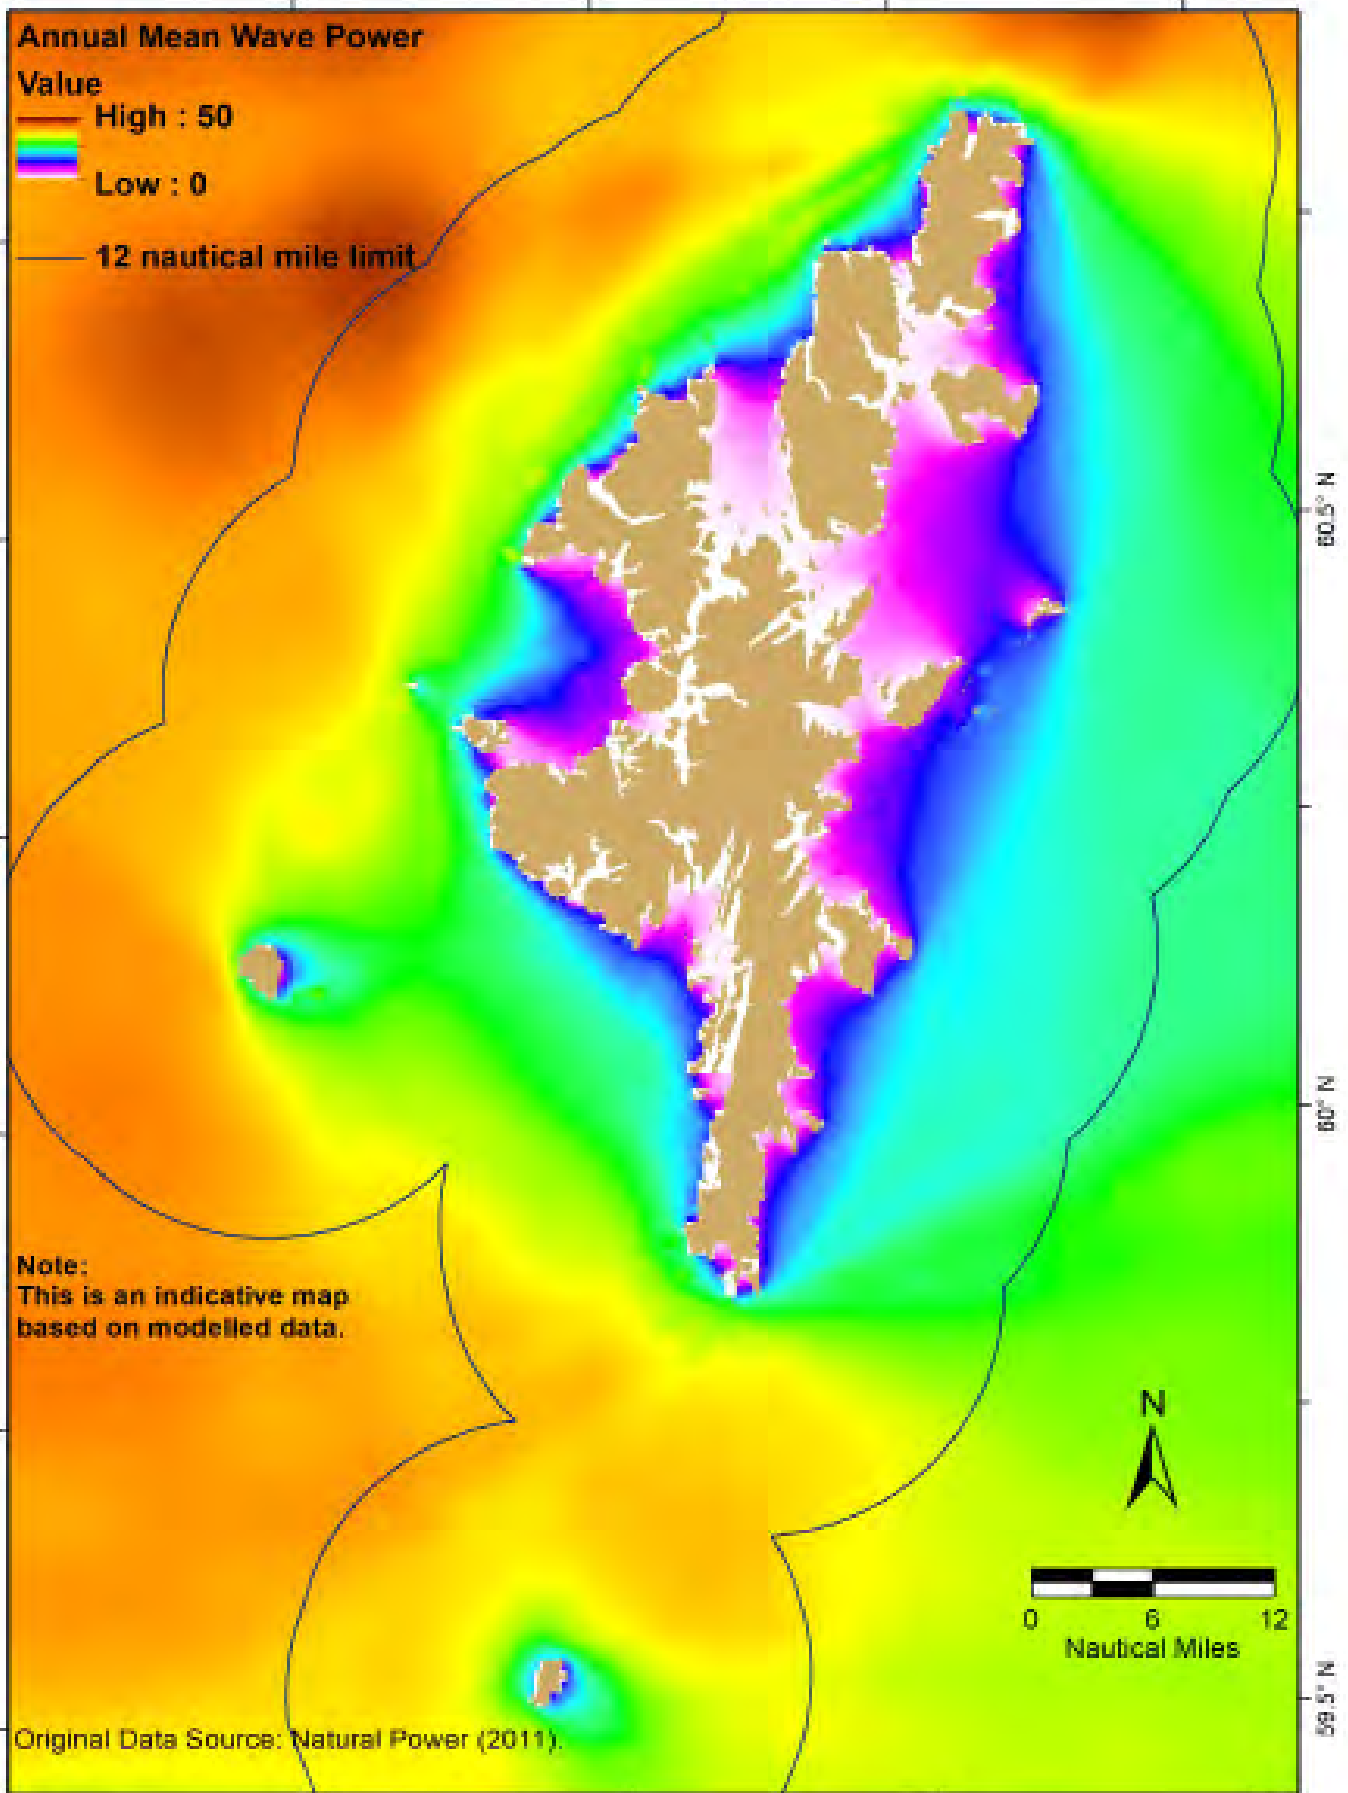 Annual Mean Wave Power
Value
High : 50
Low : 0
12 nautical mile limit
60.5° N
60° N
Note:
This is an indicative map
based on modelled data.
N
0 6 12
Nautical Miles
59.5° N
Original Data Source: Natural Power (2011).